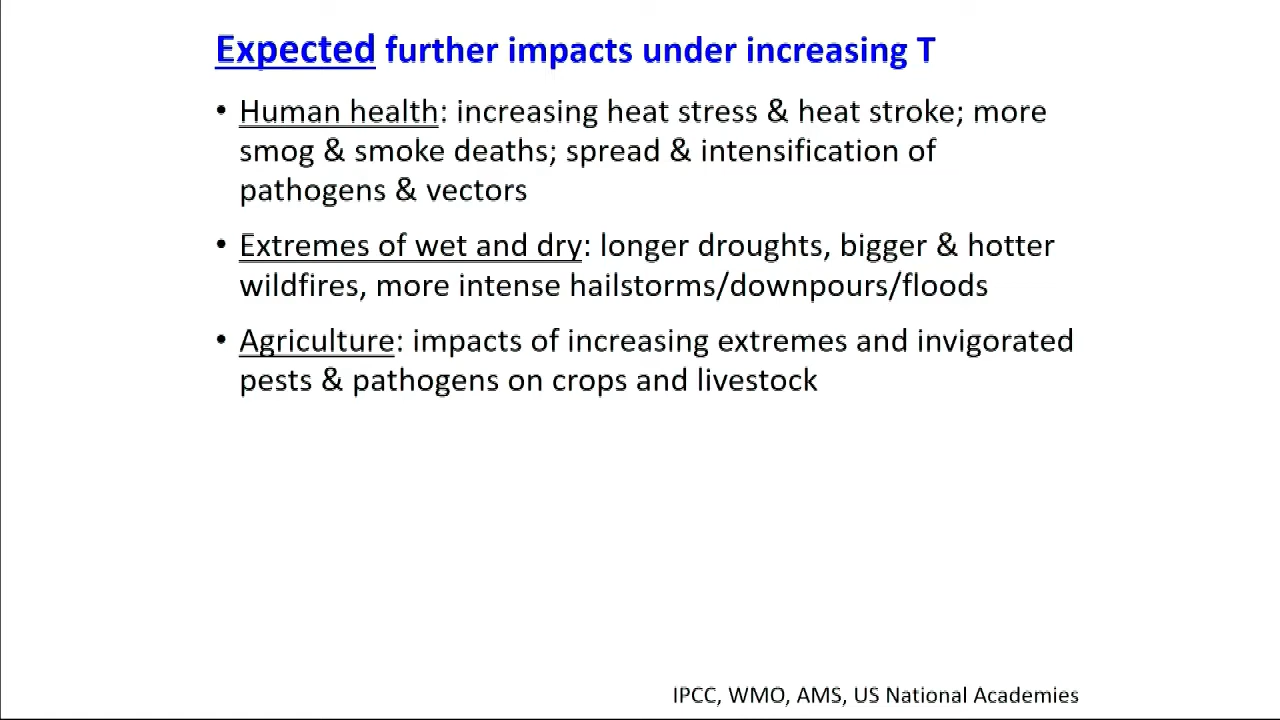 Expected further impacts under increasing T
• Human health: increasing heat stress & heat stroke; more
smog & smoke deaths; spread & intensification of
pathogens & vectors
• Extremes of wet and dry: longer droughts, bigger & hotter
wildfires, more intense hailstorms/downpours/floods
• Agriculture: impacts of increasing extremes and invigorated
pests & pathogens on crops and livestock
IPCC, WMO, AMS, US National Academies